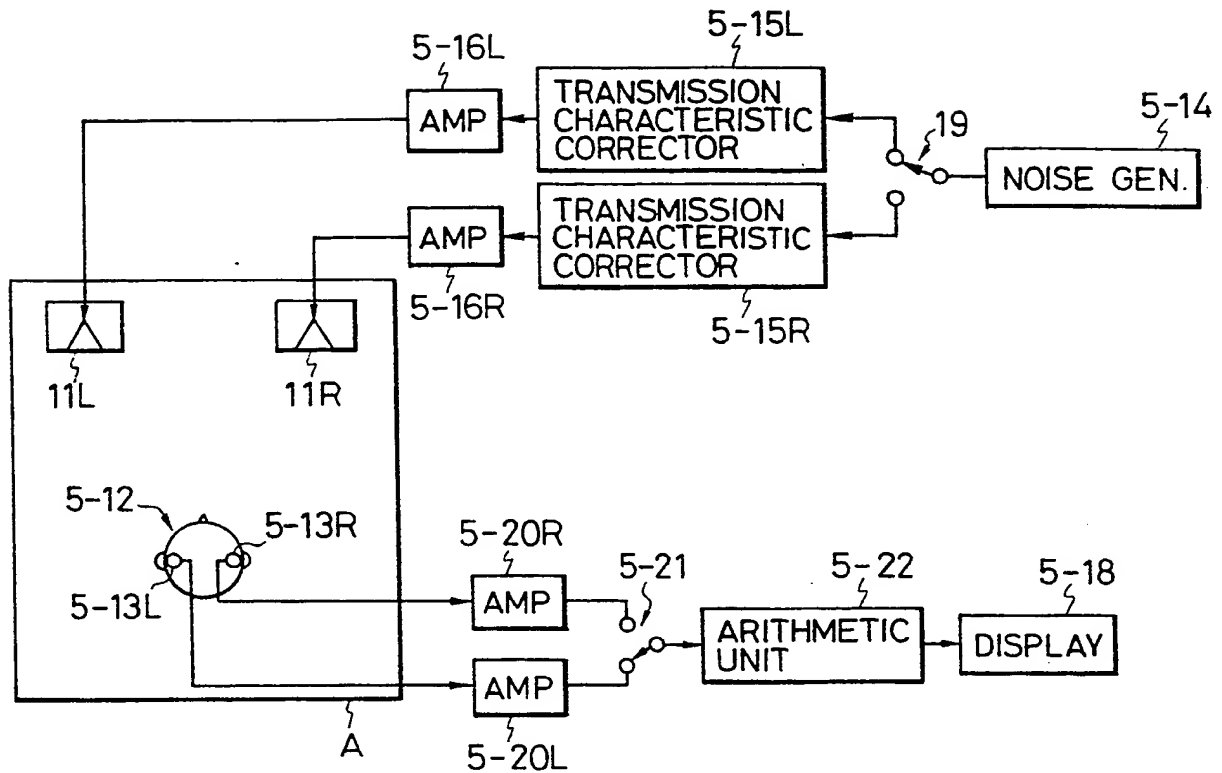 5-15L
5-16L
TRANSMISSION
CHARACTERISTIC
CORRECTOR
AMP
19
5-14
NOISE GEN.
TRANSMISSION
CHARACTERISTIC
CORRECTOR
AMP
5-16R
5-15R
11L
11R
5-12
5-13R
5-13L
5-20R
AMP
5-21
5-22
5-18
ARITHMETIC
UNIT
DISPLAY
AMP
5-20L
A